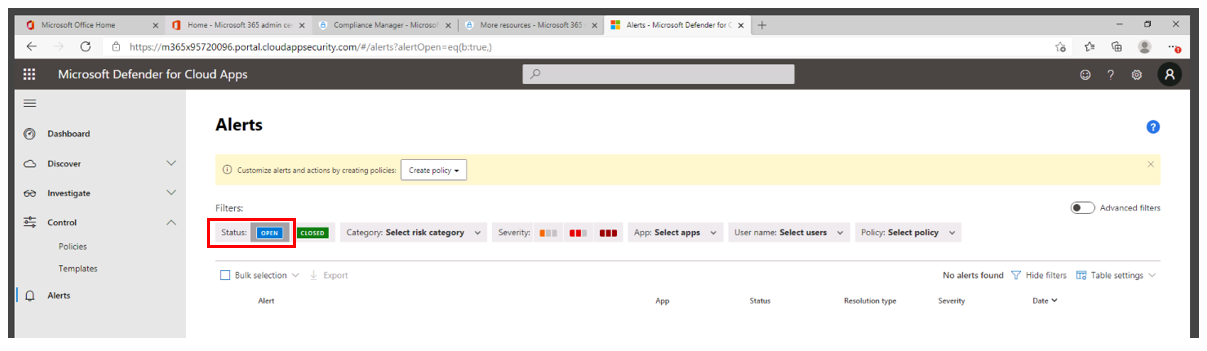 Microsoft Office Home
Home - Microsoft 365 admin cen
Compliance Manager - Microsof
More resources - Microsoft 365
Alerts - Microsoft Defender for C
https://m365x95720096.portal.cloudappsecurity.com/#/alerts?alertOpen=eq(b:true,)
Microsoft Defender for Cloud Apps
Dashboard
Discover
Investigate
Control
Policies
Templates
Alerts
Alerts
Customize alerts and actions by creating policies: Create policy
Filters:
Advanced filters
Status: OPEN CLOSED Category: Select risk category Severity: App: Select apps User name: Select users Policy: Select policy
Bulk selection Export No alerts found Hide filters Table settings
Alert App Status Resolution type Severity Date